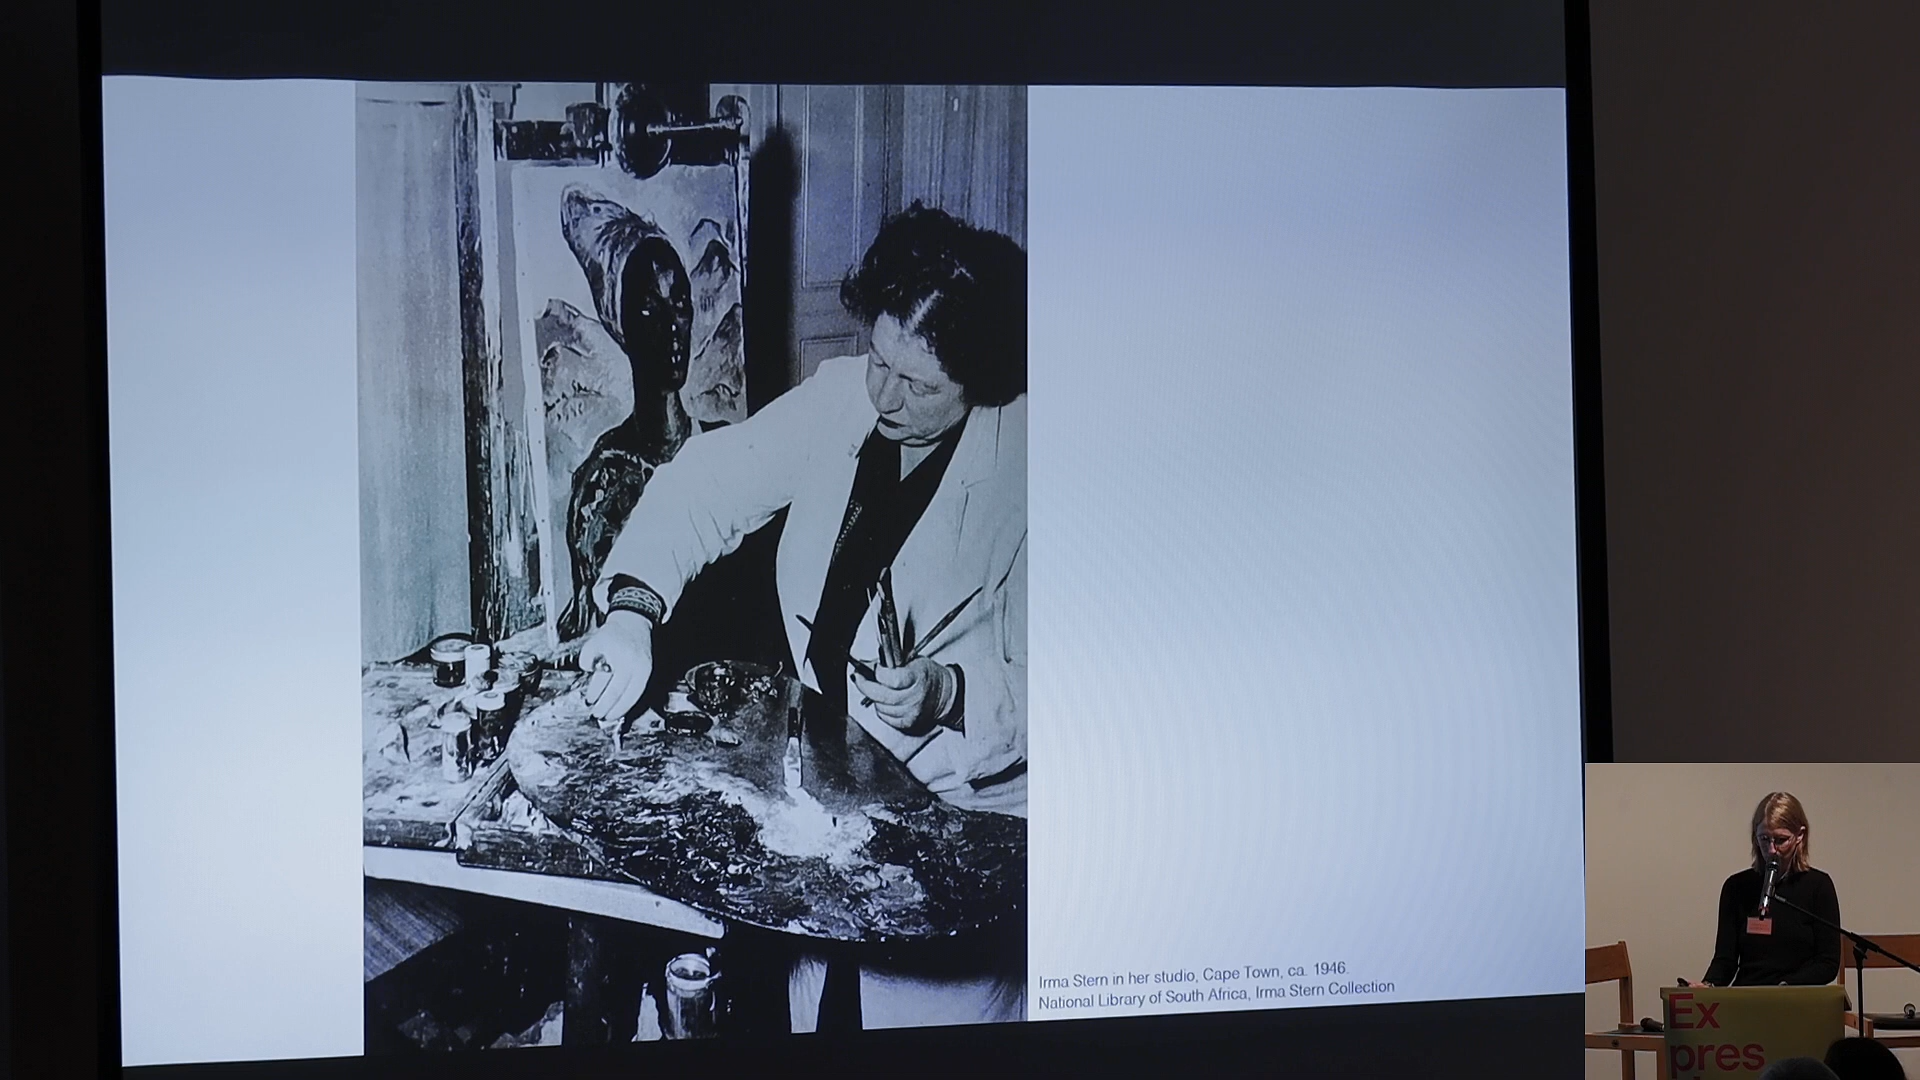 Irma Stern in her studio, Cape Town, ca. 1946.
National Library of South Africa, Irma Stern Collection
Ex
pres